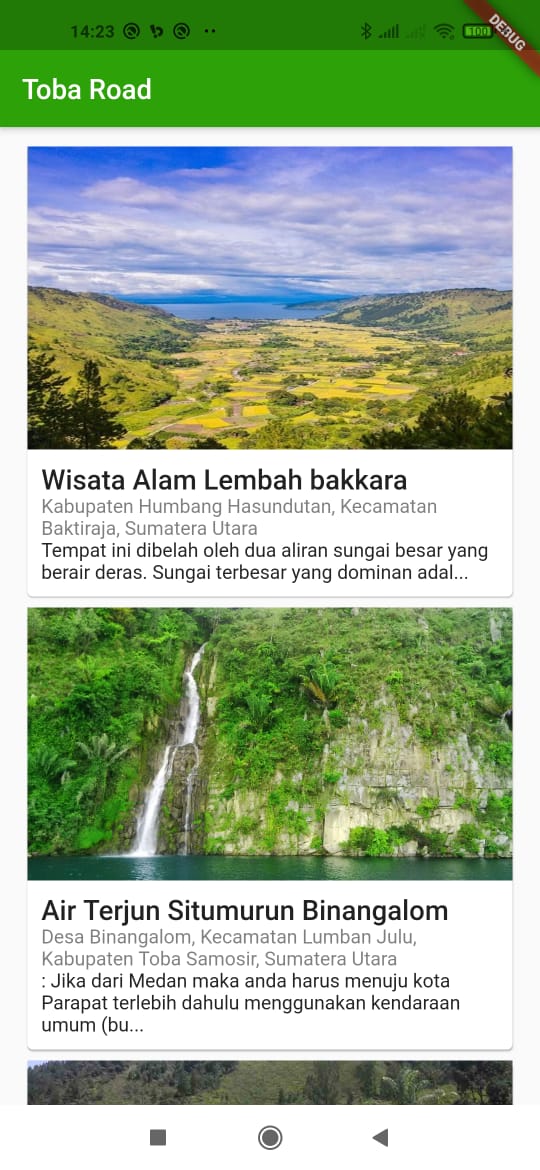 14:23
100
DEBUG
Toba Road
Wisata Alam Lembah bakkara
Kabupaten Humbang Hasundutan, Kecamatan
Baktiraja, Sumatera Utara
Tempat ini dibelah oleh dua aliran sungai besar yang
berair deras. Sungai terbesar yang dominan adal...
Air Terjun Situmurun Binangalom
Desa Binangalom, Kecamatan Lumban Julu,
Kabupaten Toba Samosir, Sumatera Utara
: Jika dari Medan maka anda harus menuju kota
Parapat terlebih dahulu menggunakan kendaraan
umum (bu...